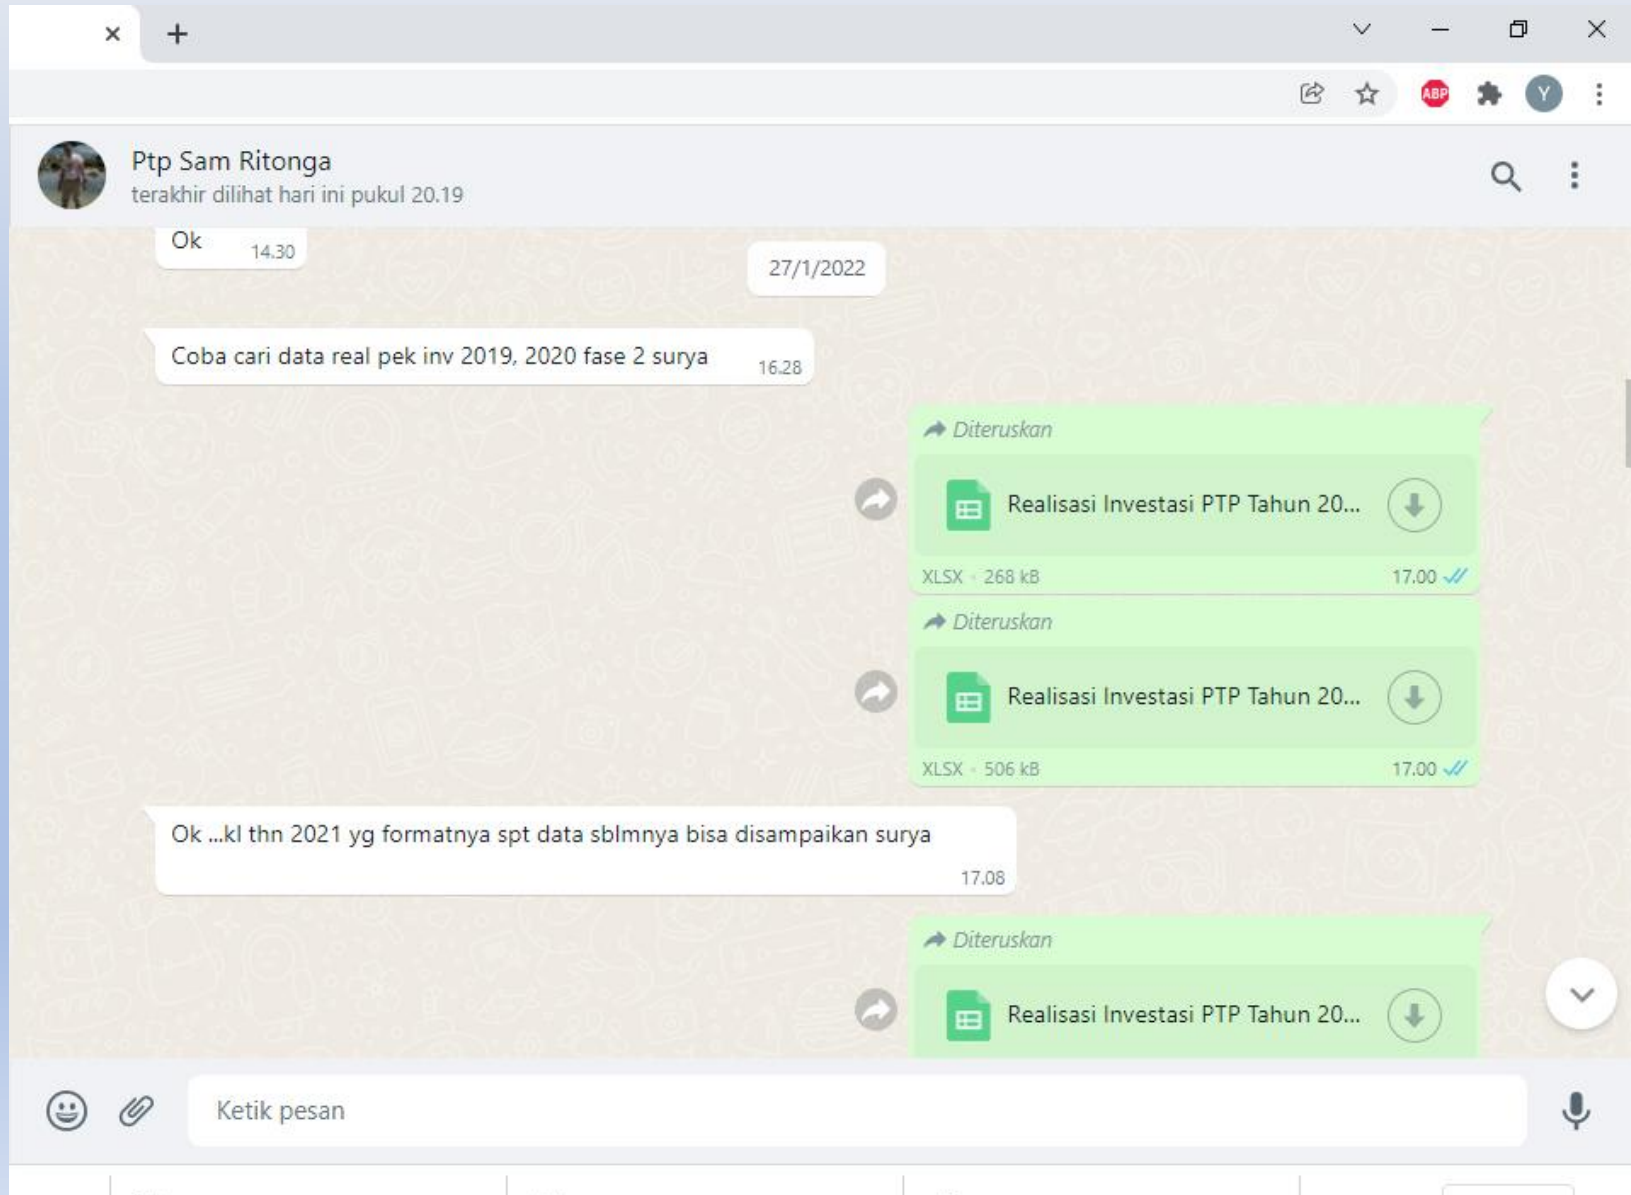 ABP
Y
Ptp Sam Ritonga
terakhir dilihat hari ini pukul 20.19
Ok 14.30
27/1/2022
Coba cari data real pek inv 2019, 2020 fase 2 surya 16.28
Diteruskan
Realisasi Investasi PTP Tahun 20...
XLSX • 268 kB 17.00
Diteruskan
Realisasi Investasi PTP Tahun 20...
XLSX • 506 kB 17.00
Ok ...kl thn 2021 yg formatnya spt data sblmnya bisa disampaikan surya
17.08
Diteruskan
Realisasi Investasi PTP Tahun 20...
Ketik pesan